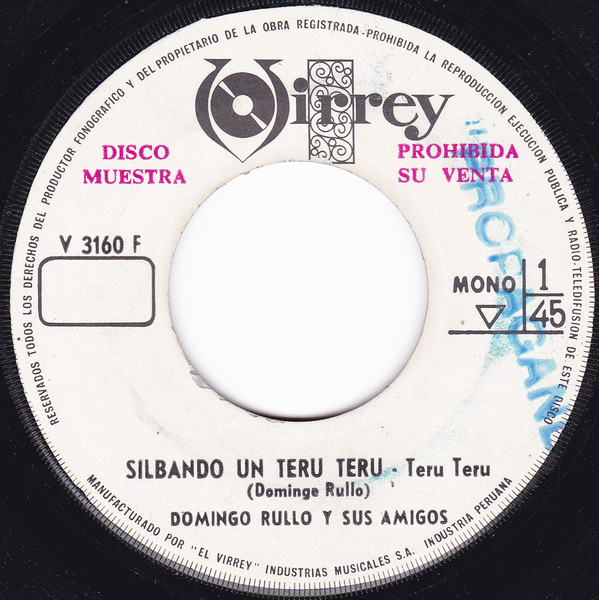 RESERVADOS TODOS LOS DERECHOS DEL PRODUCTOR FONOGRAFICO Y DEL PROPIETARIO DE LA OBRA REGISTRADA-PROHIBIDA LA REPRODUCCION EJECUCION PUBLICA Y RADIO-TELEDIFUSION DE ESTE DISCO
Virrey
DISCO
MUESTRA
PROHIBIDA
SU VENTA
V 3160 F
MONO 1
45
SILBANDO UN TERU TERU - Teru Teru
(Dominge Rullo)
DOMINGO RULLO Y SUS AMIGOS
MANUFACTURADO POR "EL VIRREY" INDUSTRIAS MUSICALES S.A. INDUSTRIA PERUANA